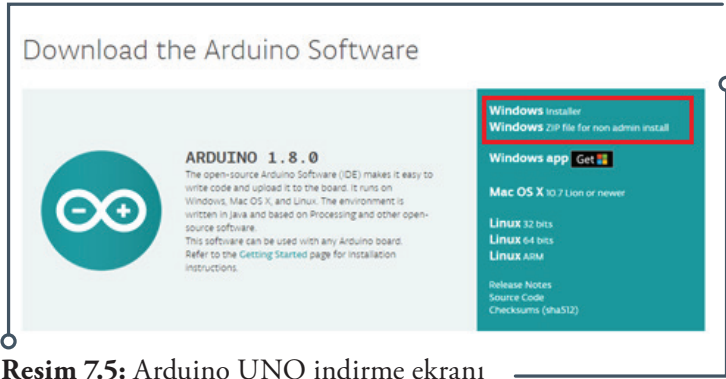 Download the Arduino Software
ARDUINO 1.8.0
The open-source Arduino Software (IDE) makes it easy to
write code and upload it to the board. It runs on
Windows, Mac OS X, and Linux. The environment is
written in Java and based on Processing and other open-
source software.
This software can be used with any Arduino board.
Refer to the Getting Started page for installation
instructions.
Windows Installer
Windows ZIP file for non admin install
Windows app Get
Mac OS X 10.7 Lion or newer
Linux 32 bits
Linux 64 bits
Linux ARM
Release Notes
Source Code
Checksums (sha512)
Resim 7.5: Arduino UNO indirme ekranı